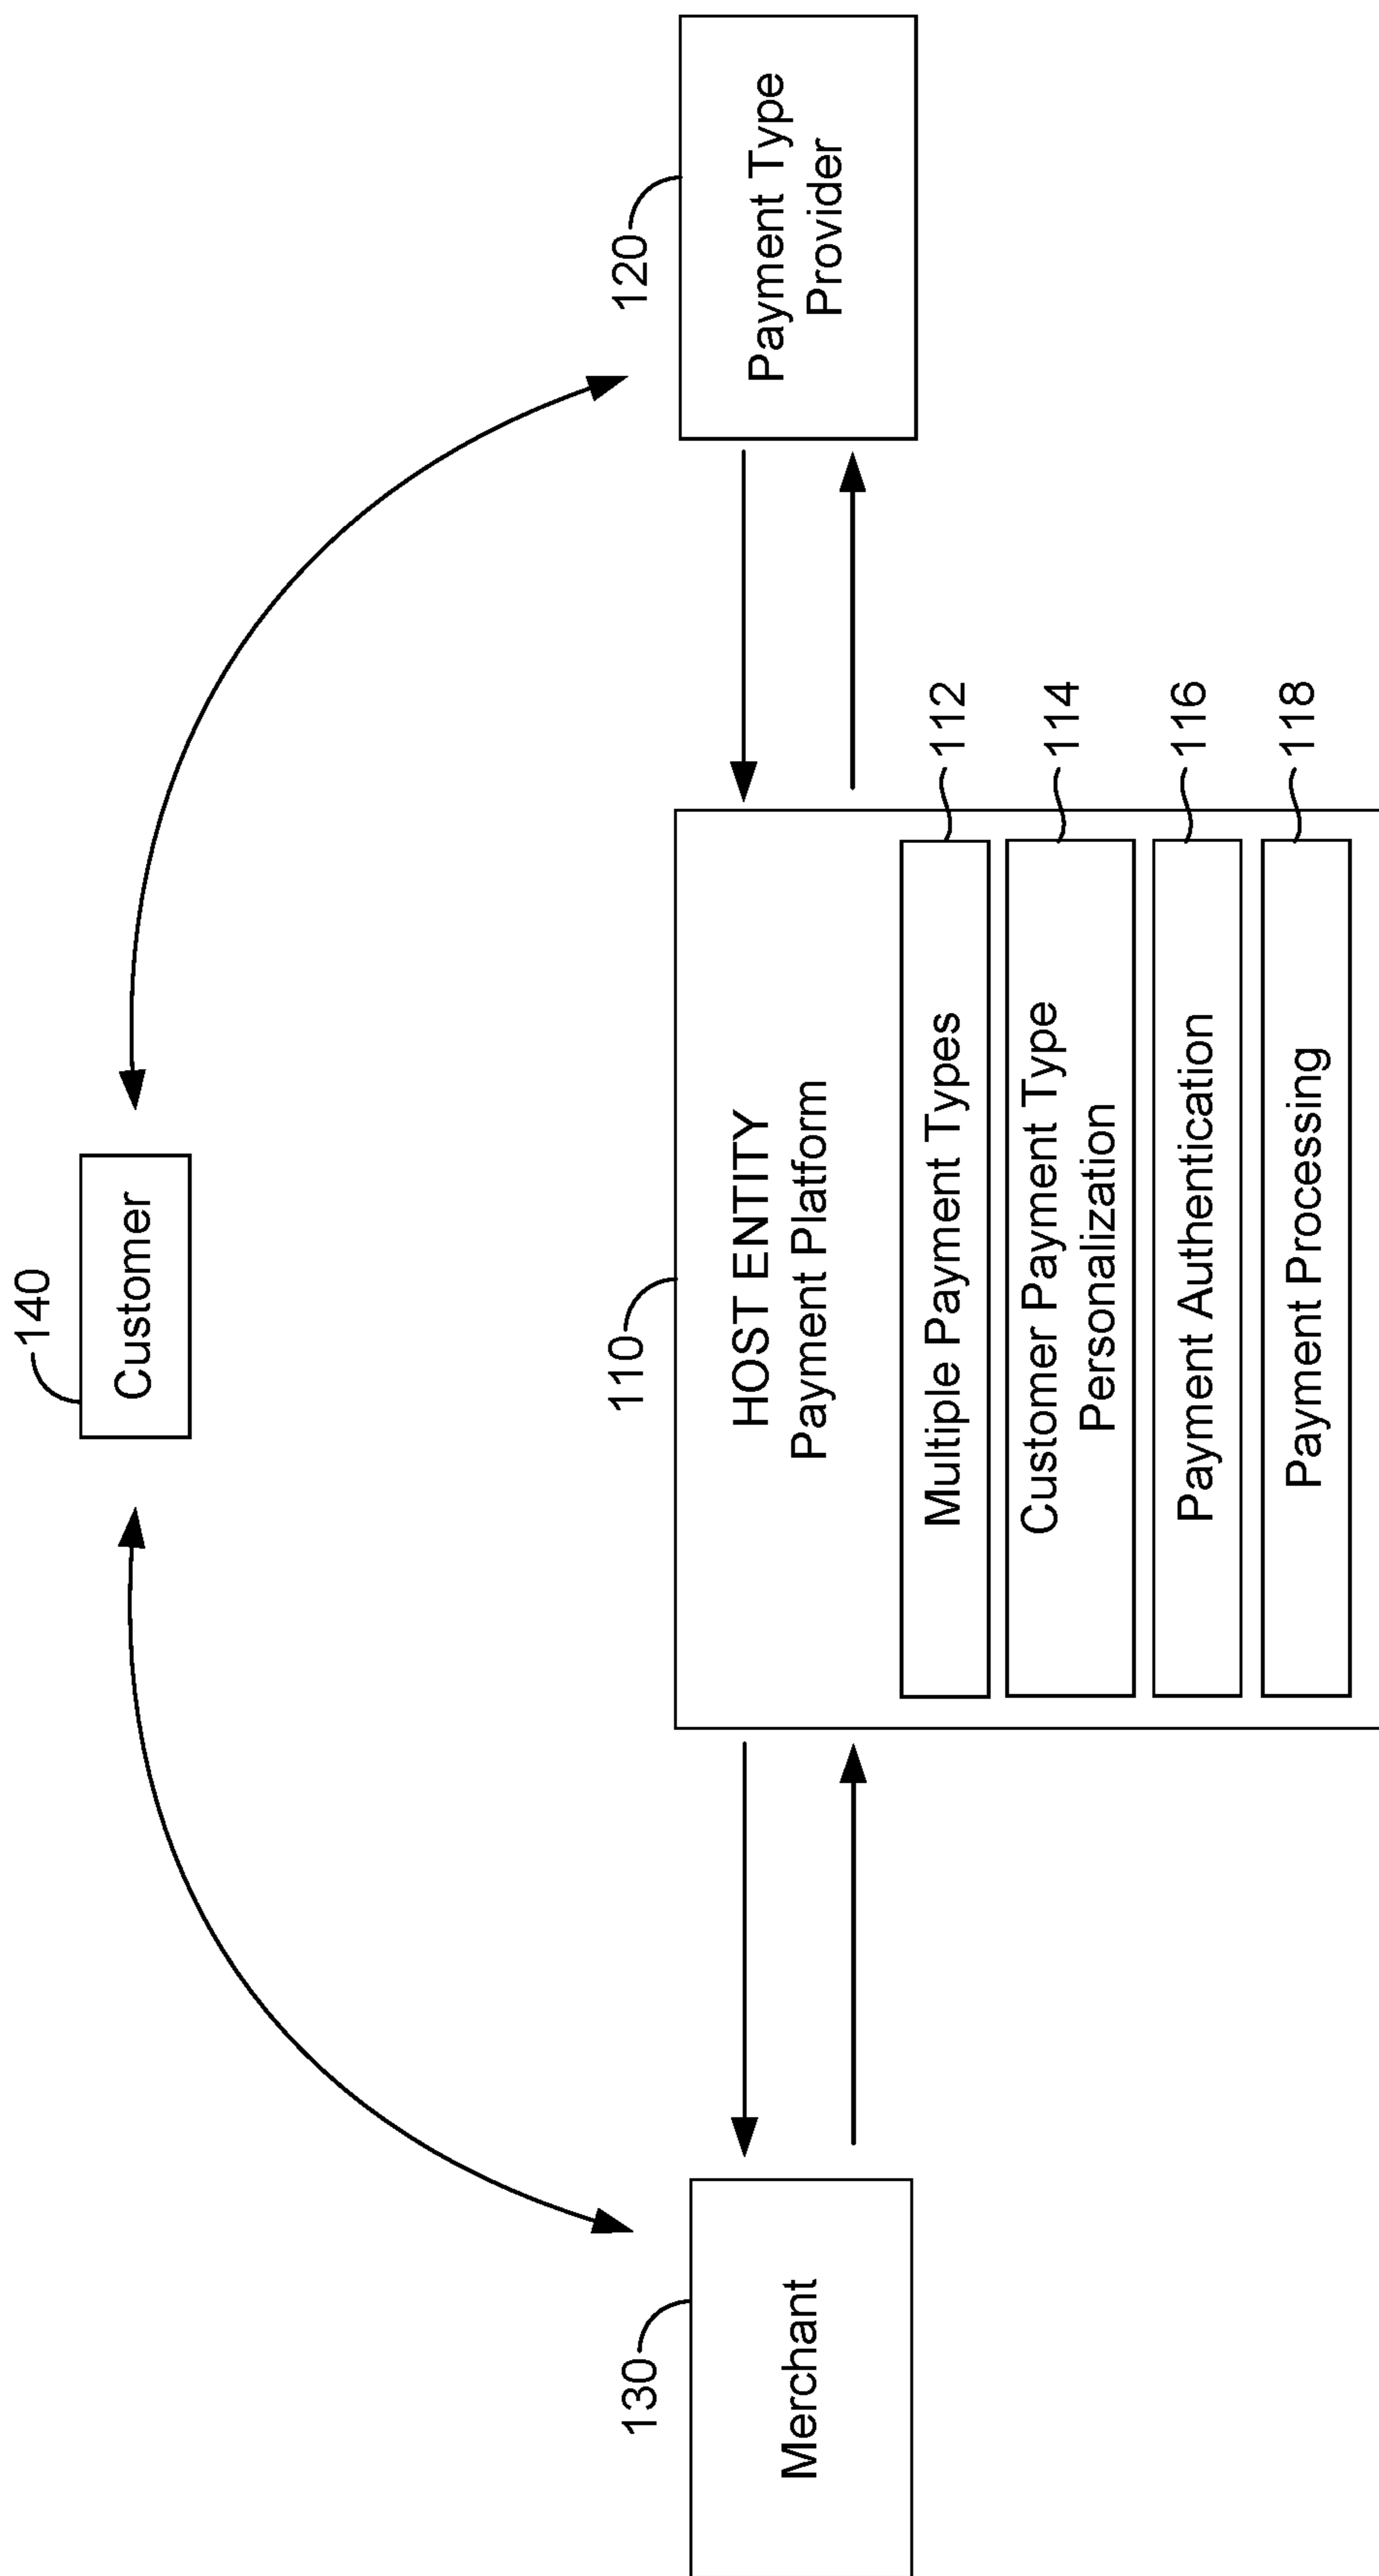 140
Customer
110
HOST ENTITY
Payment Platform
Multiple Payment Types
112
Customer Payment Type
Personalization
114
Payment Authentication
116
Payment Processing
118
130
Merchant
120
Payment Type
Provider